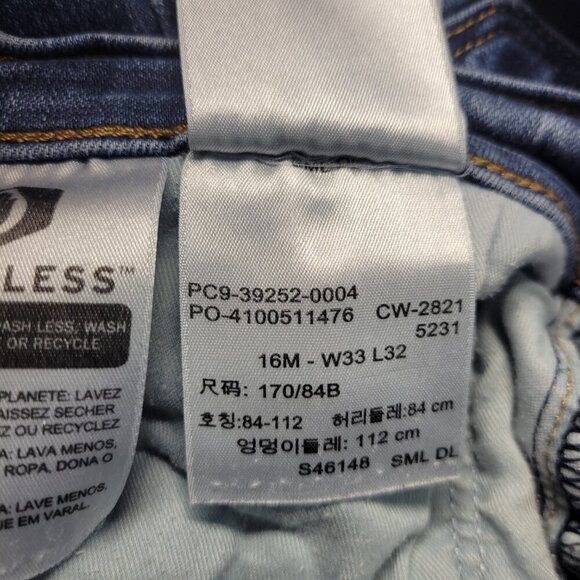 LESS™
WASH LESS, WASH
OR RECYCLE
PLANETE: LAVEZ
AISSEZ SECHER
Z OU RECYCLEZ
LAVA MENOS,
ROPA, DONA O
A: LAVE MENOS,
UE EM VARAL.
PC9-39252-0004
PO-4100511476 CW-2821
5231
16M - W33 L32
尺码: 170/84B
호칭:84-112 허리둘레:84 cm
엉덩이둘레: 112 cm
S46148 SML DL